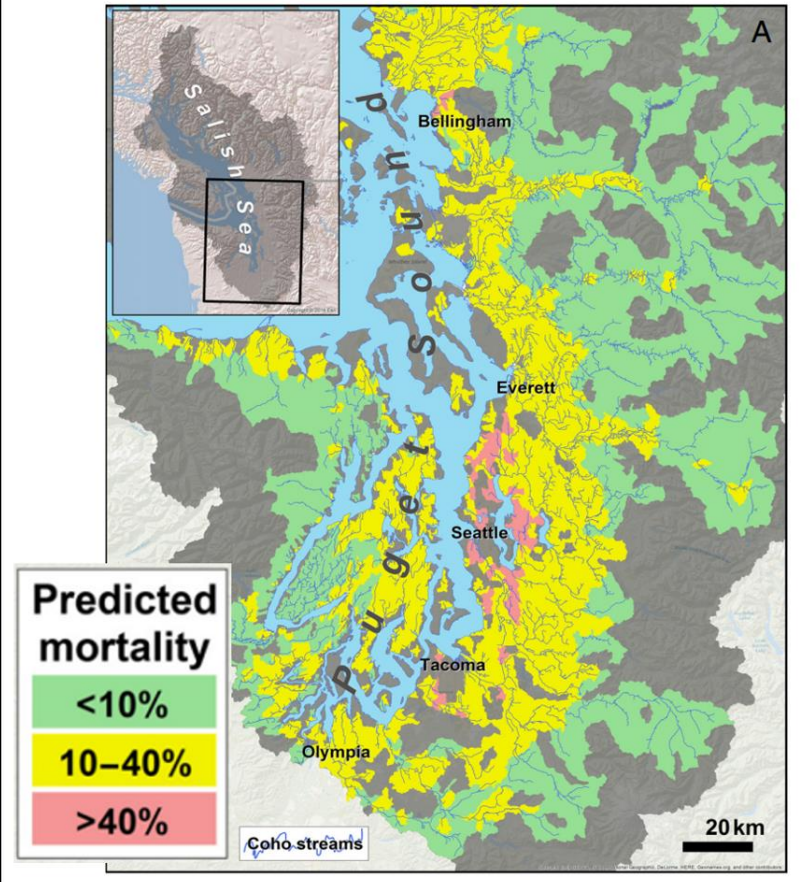 A
Salish
Sea
Bellingham
Puget Sound
Everett
Seattle
Tacoma
Olympia
Predicted
mortality
<10%
10–40%
>40%
Coho streams
20 km